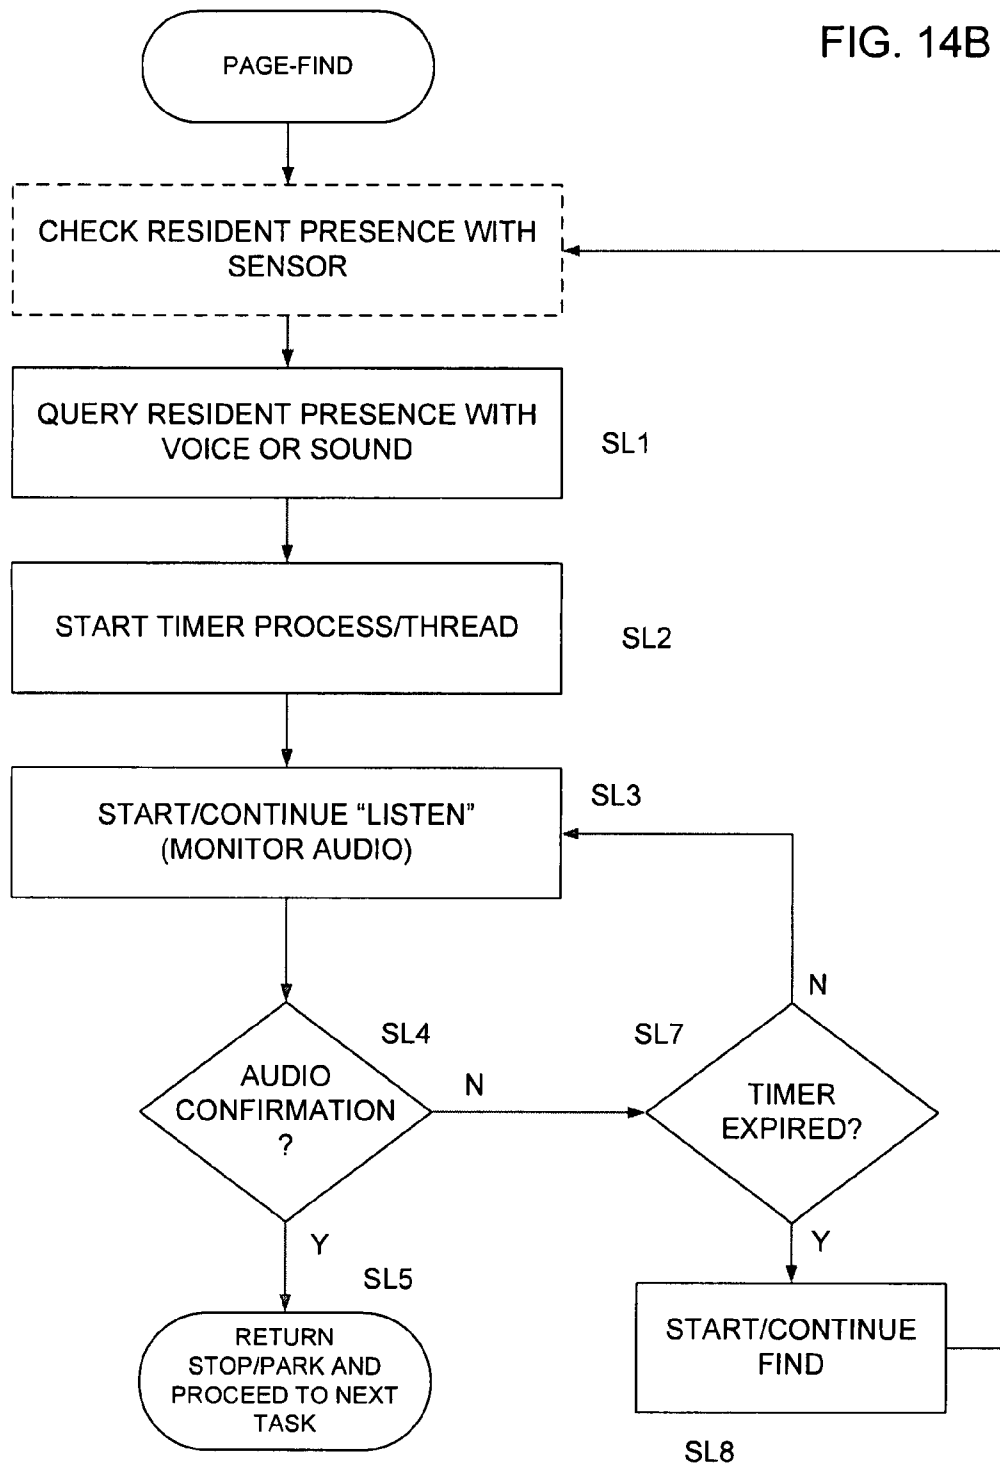 FIG. 14B
PAGE-FIND
CHECK RESIDENT PRESENCE WITH
SENSOR
QUERY RESIDENT PRESENCE WITH
VOICE OR SOUND
SL1
START TIMER PROCESS/THREAD
SL2
START/CONTINUE “LISTEN”
(MONITOR AUDIO)
SL3
AUDIO
CONFIRMATION
?
SL4
N
Y
SL7
TIMER
EXPIRED?
N
Y
SL5
RETURN
STOP/PARK AND
PROCEED TO NEXT
TASK
START/CONTINUE
FIND
SL8